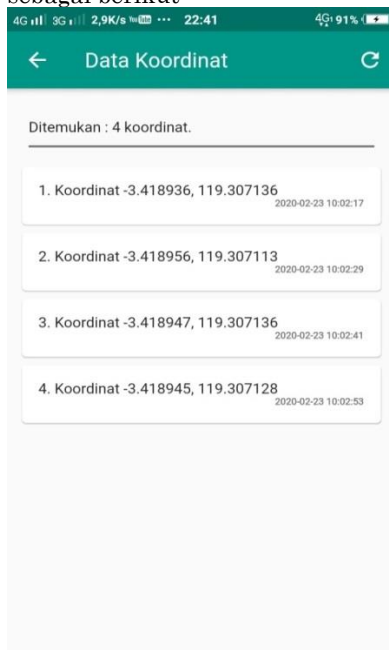 sebagai berikut
4G 3G 2,9K/s ... 22:41 4G 91%
Data Koordinat
Ditemukan : 4 koordinat.
1. Koordinat -3.418936, 119.307136
2020-02-23 10:02:17
2. Koordinat -3.418956, 119.307113
2020-02-23 10:02:29
3. Koordinat -3.418947, 119.307136
2020-02-23 10:02:41
4. Koordinat -3.418945, 119.307128
2020-02-23 10:02:53